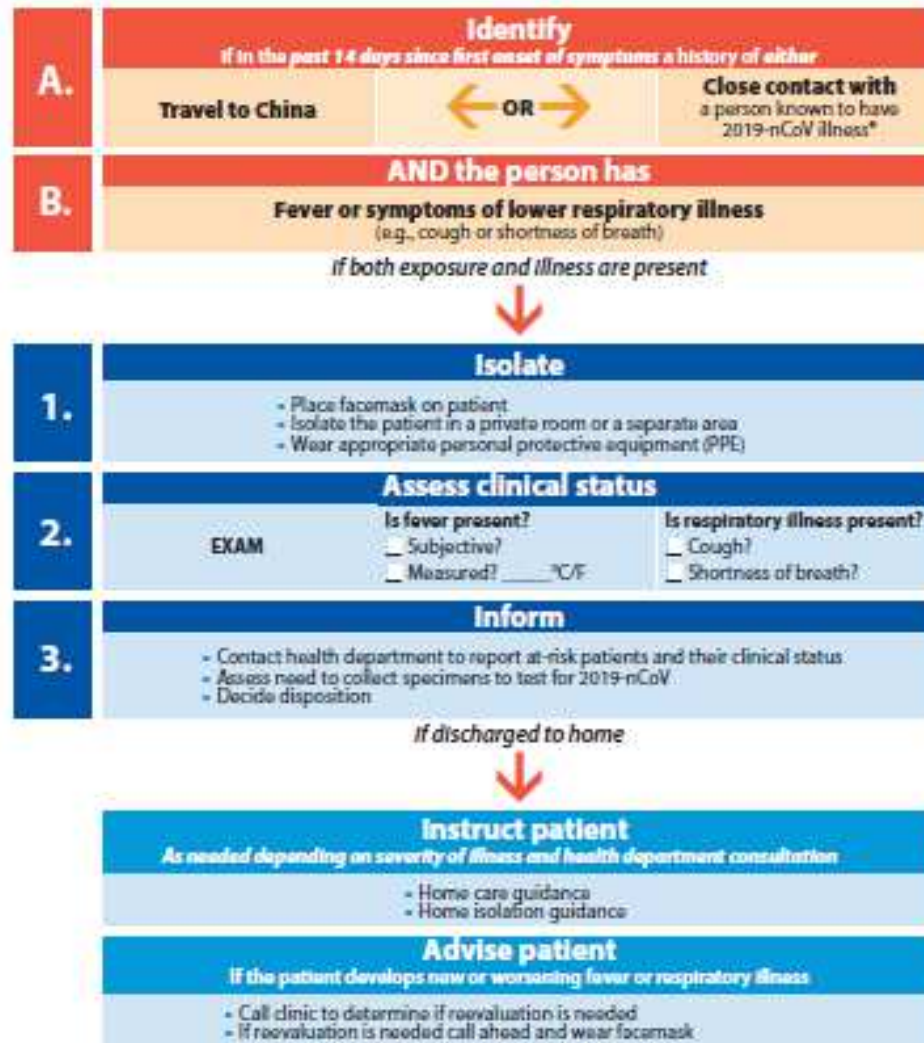 A.
Identify
If in the past 14 days since first onset of symptoms a history of either
Travel to China
OR
Close contact with
a person known to have
2019-nCoV illness*
B.
AND the person has
Fever or symptoms of lower respiratory illness
(e.g., cough or shortness of breath)
If both exposure and illness are present
1.
Isolate
- Place facemask on patient
- Isolate the patient in a private room or a separate area
- Wear appropriate personal protective equipment (PPE)
2.
Assess clinical status
EXAM
Is fever present?
__ Subjective?
__ Measured? _____°C/F
Is respiratory illness present?
__ Cough?
__ Shortness of breath?
3.
Inform
- Contact health department to report at-risk patients and their clinical status
- Assess need to collect specimens to test for 2019-nCoV
- Decide disposition
If discharged to home
Instruct patient
As needed depending on severity of illness and health department consultation
- Home care guidance
- Home isolation guidance
Advise patient
If the patient develops new or worsening fever or respiratory illness
- Call clinic to determine if reevaluation is needed
- If reevaluation is needed call ahead and wear facemask